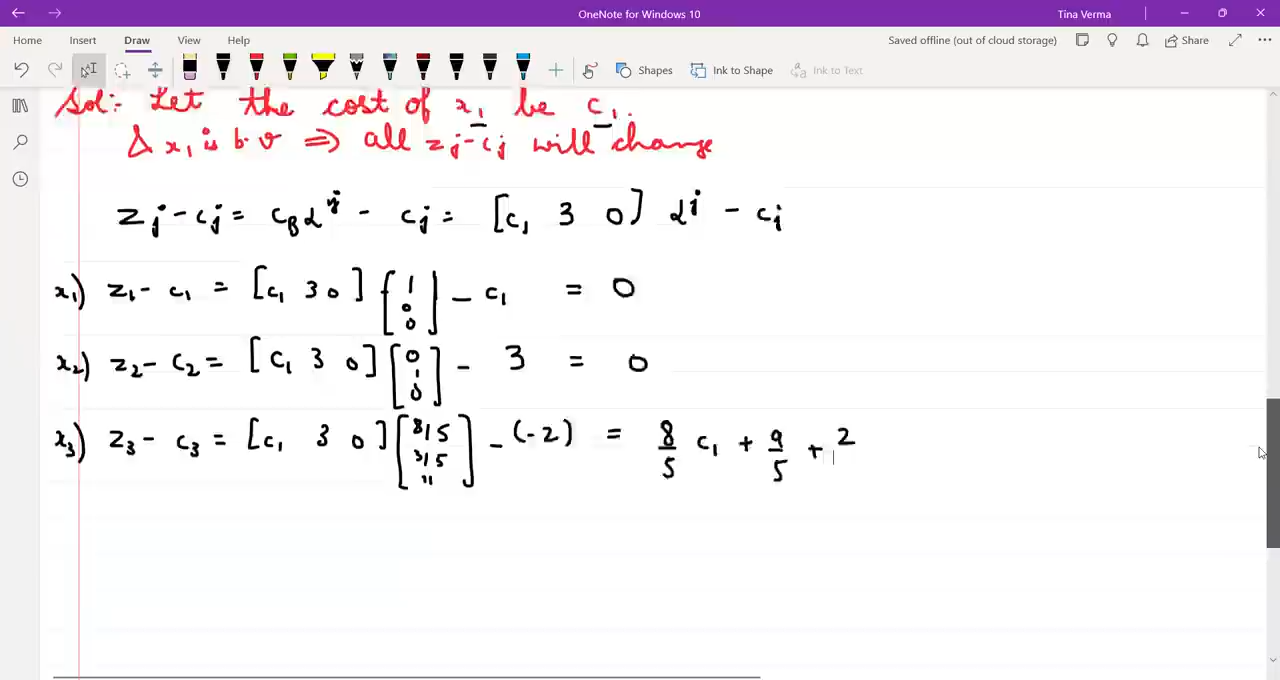 OneNote for Windows 10
Tina Verma
Home Insert Draw View Help
Saved offline (out of cloud storage)
Share
Shapes
Ink to Shape
Ink to Text
Sol:- Let the cost of x₁ be c₁.
& x₁ is b.v ⇒ all zj-cj will change
zj - cj = c_B αʲ - cj = [c₁ 3 0] αʲ - cj
x₁) z₁ - c₁ = [c₁ 3 0] [1 0 0] - c₁ = 0
x₂) z₂ - c₂ = [c₁ 3 0] [0 1 0] - 3 = 0
x₃) z₃ - c₃ = [c₁ 3 0] [8/5 3/5 11] - (-2) = 8/5 c₁ + 9/5 + 2